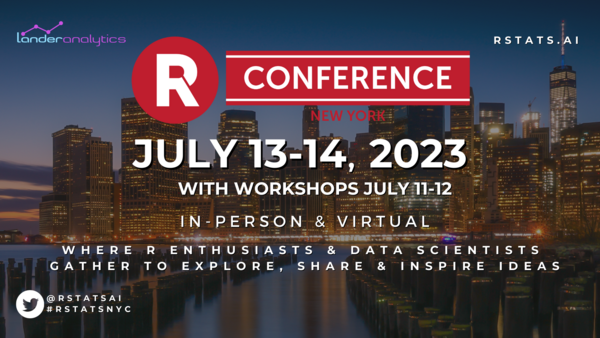 landeranalytics
RSTATS.AI
R
CONFERENCE
NEW YORK
JULY 13-14, 2023
WITH WORKSHOPS JULY 11-12
IN-PERSON & VIRTUAL
WHERE R ENTHUSIASTS & DATA SCIENTISTS
GATHER TO EXPLORE, SHARE & INSPIRE IDEAS
@RSTATSAI
#RSTATSNYC